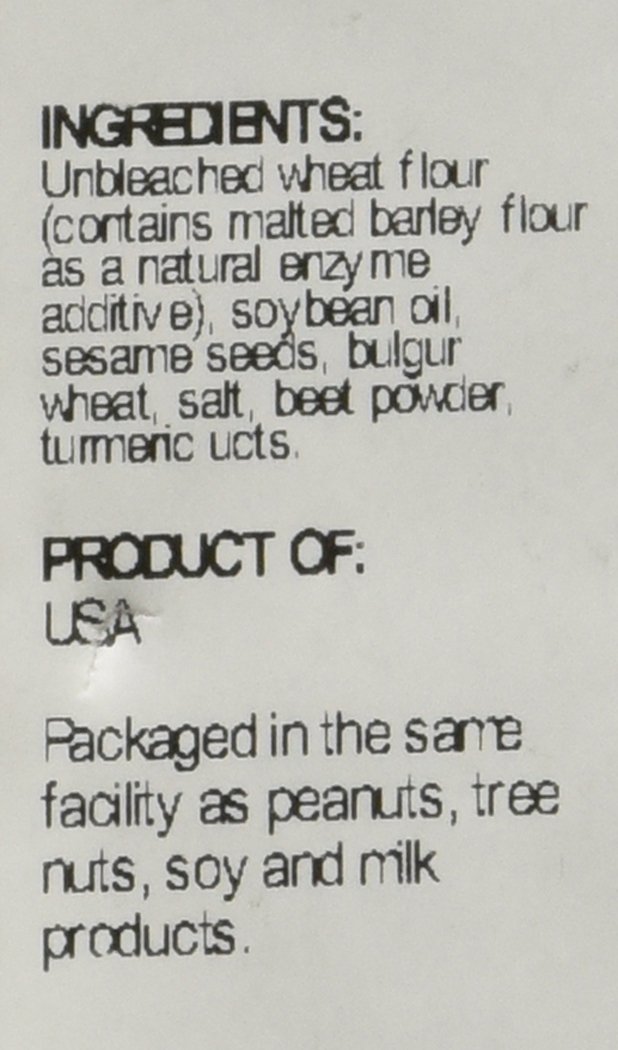 INGREDIENTS:
Unbleached wheat flour
(contains malted barley flour
as a natural enzyme
additive), soybean oil,
sesame seeds, bulgur
wheat, salt, beet powder,
turmeric ucts.
PRODUCT OF:
USA
Packaged in the same
facility as peanuts, tree
nuts, soy and milk
products.